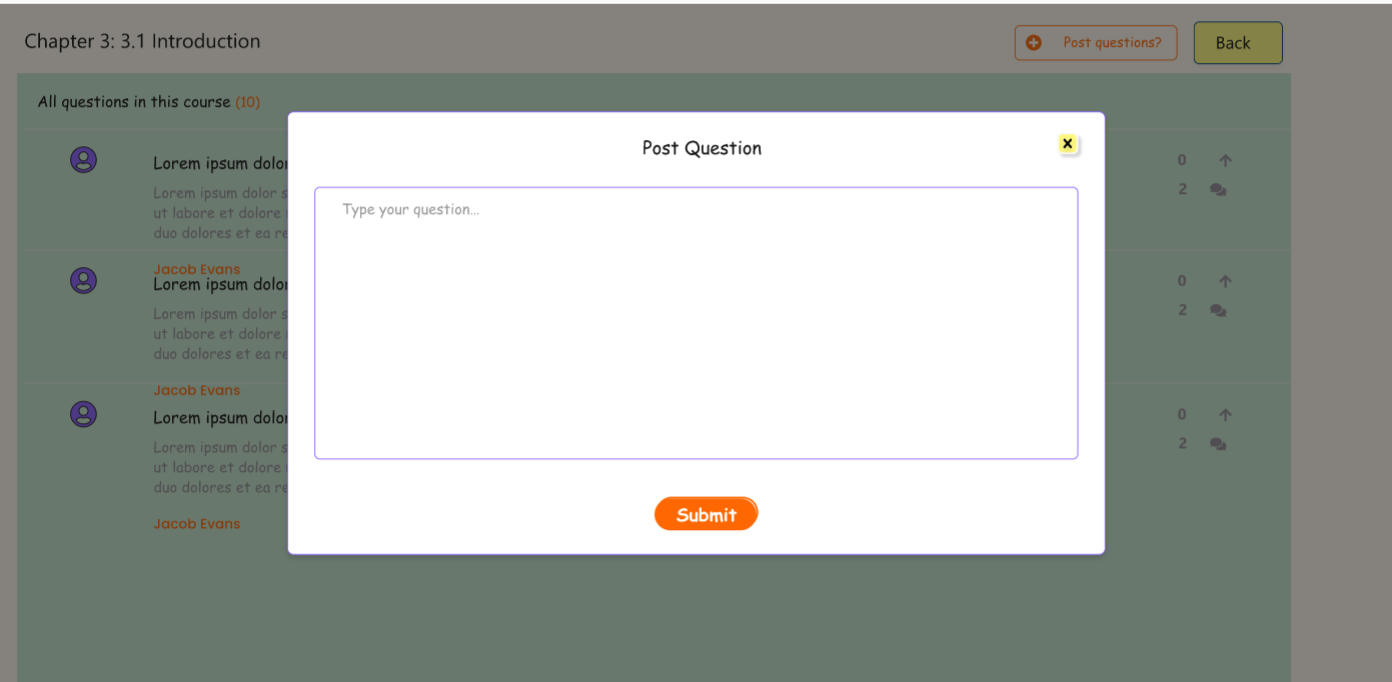 Chapter 3: 3.1 Introduction
Post questions?
Back
All questions in this course (10)
Post Question
x
Type your question...
Lorem ipsum dolor
0
Lorem ipsum dolor s
2
ut labore et dolore
duo dolores et ea re
Jacob Evans
Lorem ipsum dolor
0
Lorem ipsum dolor s
2
ut labore et dolore
duo dolores et ea re
Jacob Evans
Lorem ipsum dolor
0
Lorem ipsum dolor s
2
ut labore et dolore
duo dolores et ea re
Jacob Evans
Submit